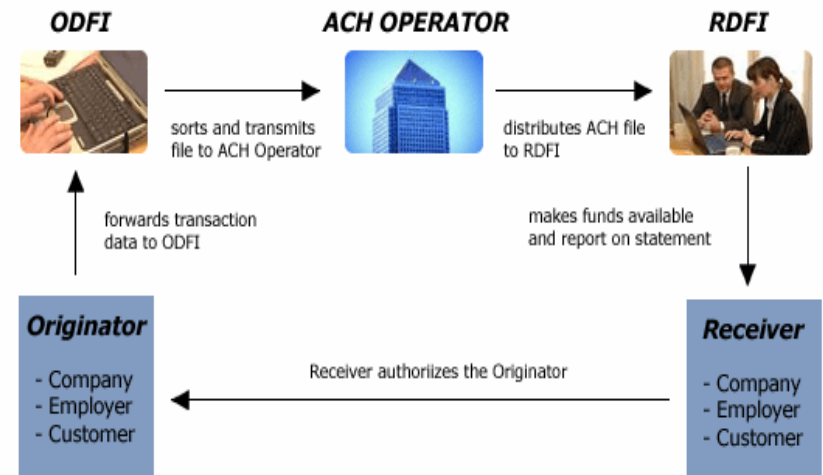 ODFI
ACH OPERATOR
RDFI
sorts and transmits
file to ACH Operator
distributes ACH file
to RDFI
forwards transaction
data to ODFI
makes funds available
and report on statement
Originator
- Company
- Employer
- Customer
Receiver authoriizes the Originator
Receiver
- Company
- Employer
- Customer